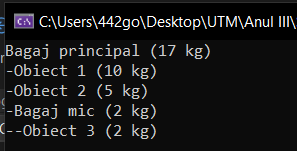 C:\Users\442go\Desktop\UTM\Anul III\
Bagaj principal (17 kg)
-Obiect 1 (10 kg)
-Obiect 2 (5 kg)
-Bagaj mic (2 kg)
--Obiect 3 (2 kg)